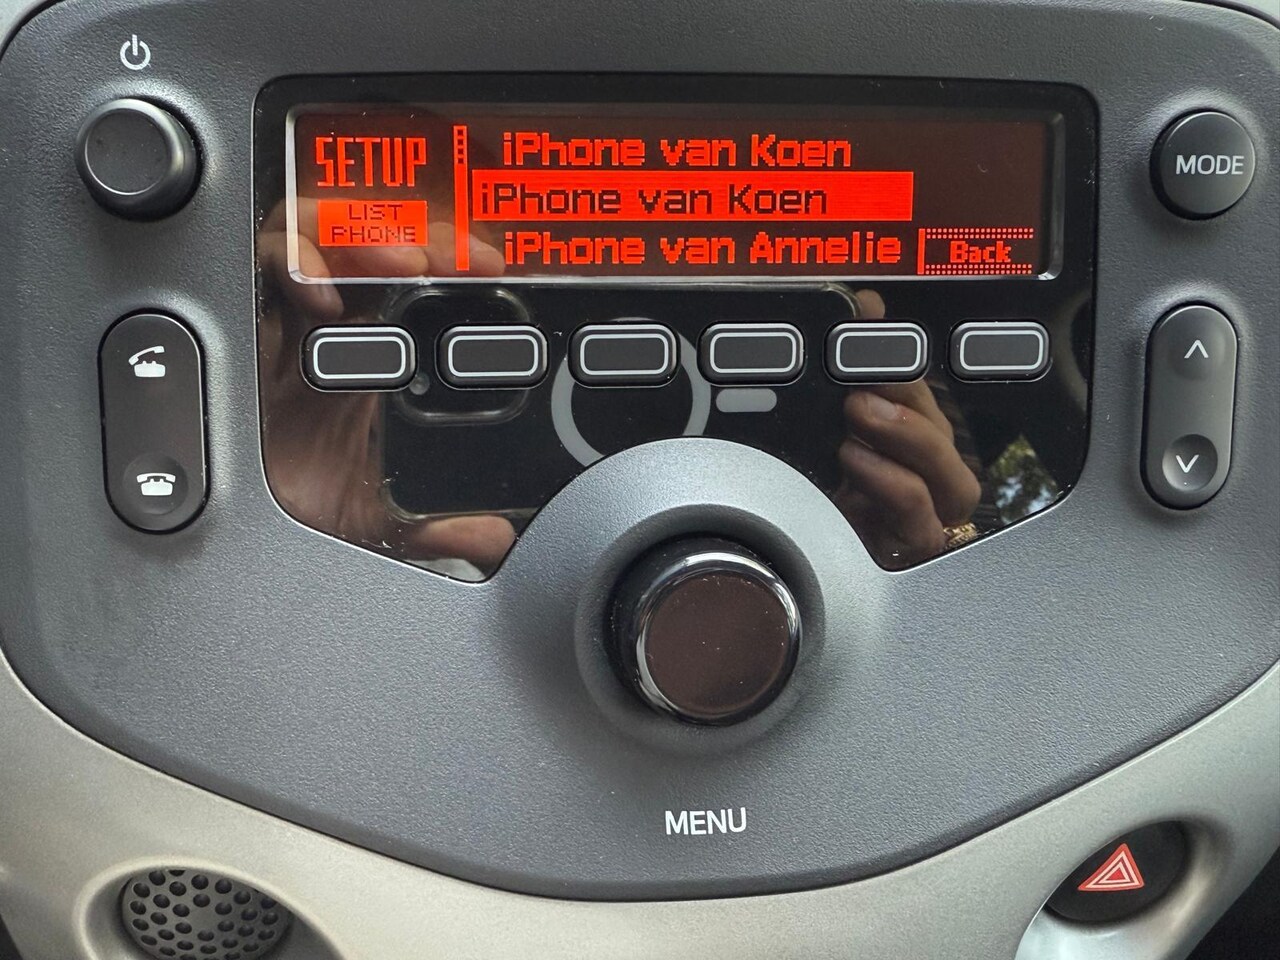 SETUP
LIST
PHONE
iPhone van Koen
iPhone van Koen
iPhone van Annelie
Back
MODE
MENU